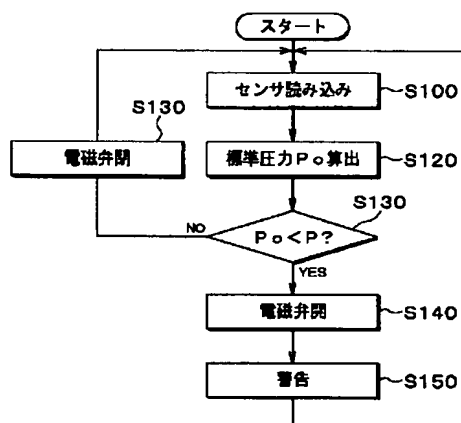 スタート
センサ読み込み
S100
S130
電磁弁閉
標準圧力Po算出
S120
S130
Po<P?
NO
YES
電磁弁開
S140
警告
S150